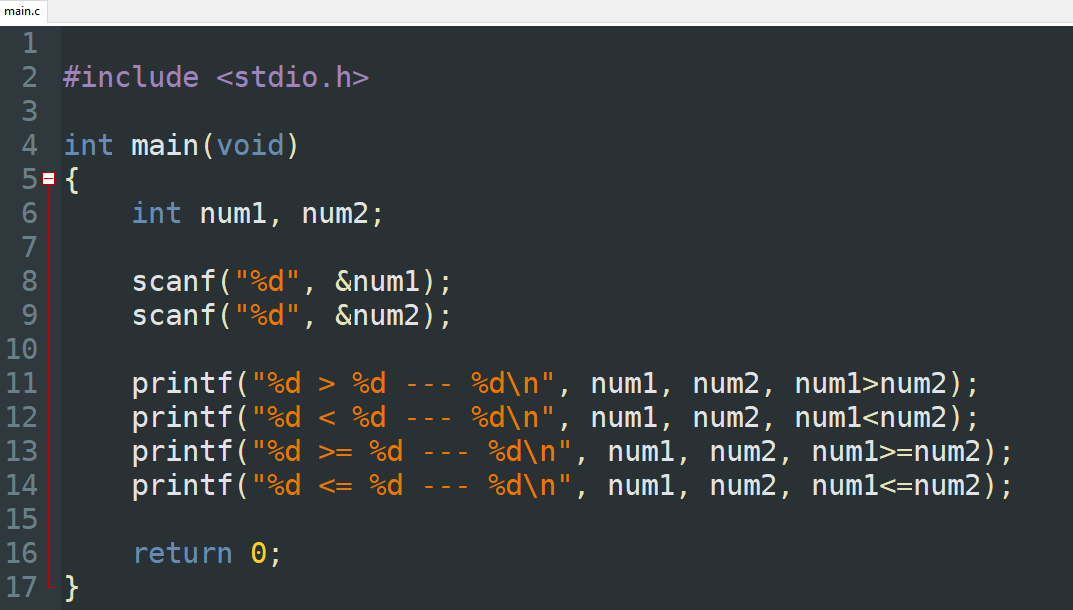 main.c
1
2 #include <stdio.h>
3
4 int main(void)
5 {
6     int num1, num2;
7
8     scanf("%d", &num1);
9     scanf("%d", &num2);
10
11     printf("%d > %d --- %d\n", num1, num2, num1>num2);
12     printf("%d < %d --- %d\n", num1, num2, num1<num2);
13     printf("%d >= %d --- %d\n", num1, num2, num1>=num2);
14     printf("%d <= %d --- %d\n", num1, num2, num1<=num2);
15
16     return 0;
17 }